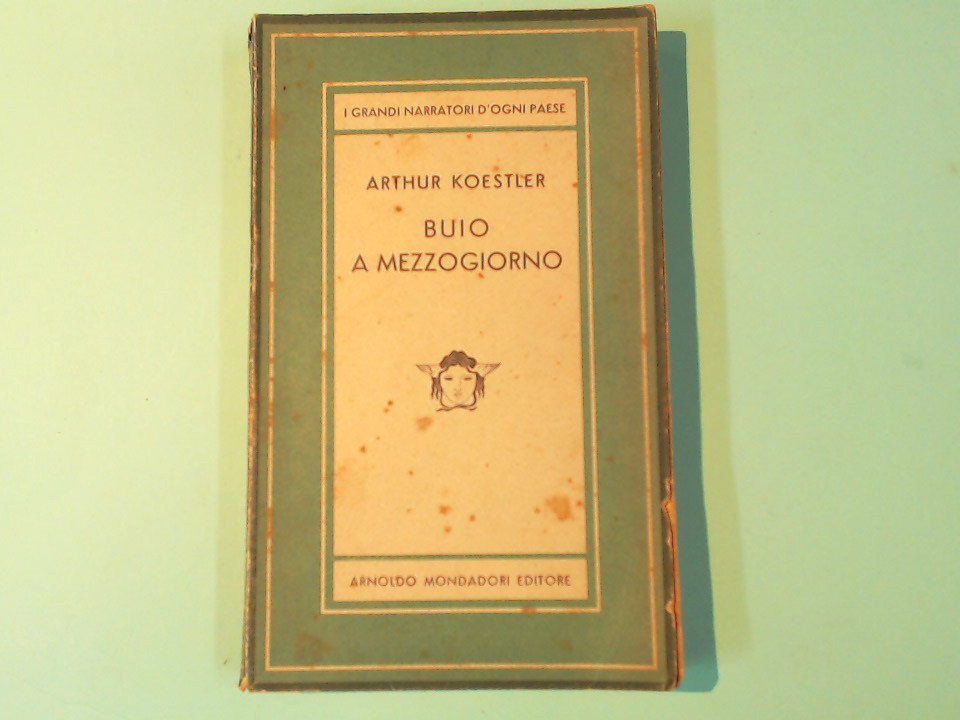 I GRANDI NARRATORI D'OGNI PAESE
ARTHUR KOESTLER
BUIO
A MEZZOGIORNO
ARNOLDO MONDADORI EDITORE